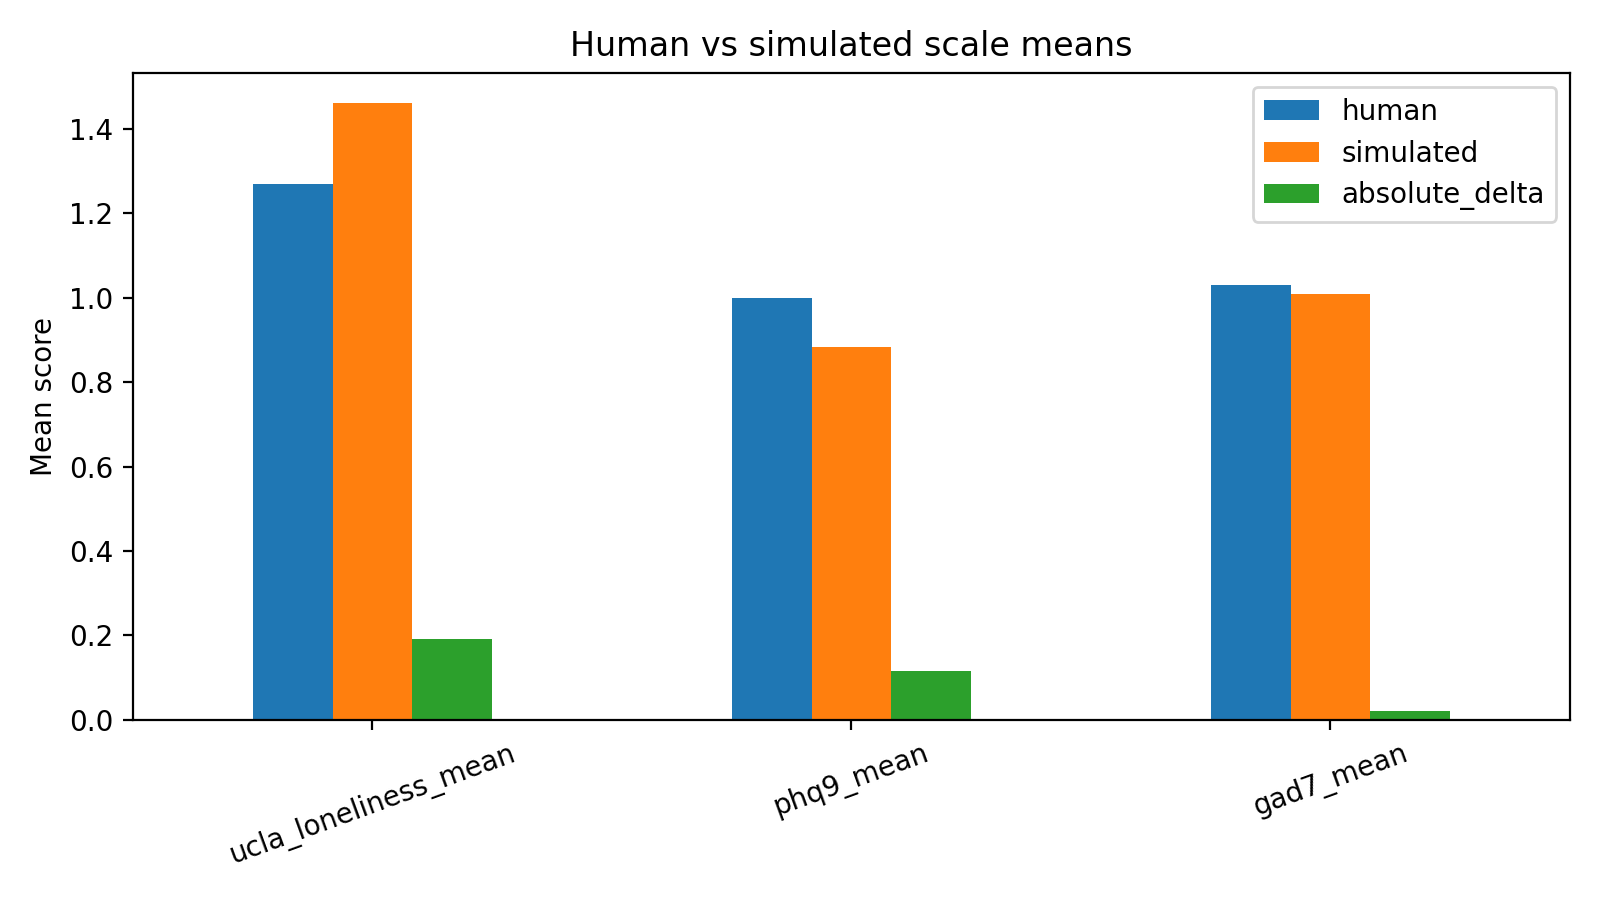 Human vs simulated scale means
human
simulated
absolute_delta
Mean score
1.4
1.2
1.0
0.8
0.6
0.4
0.2
0.0
ucla_loneliness_mean
phq9_mean
gad7_mean